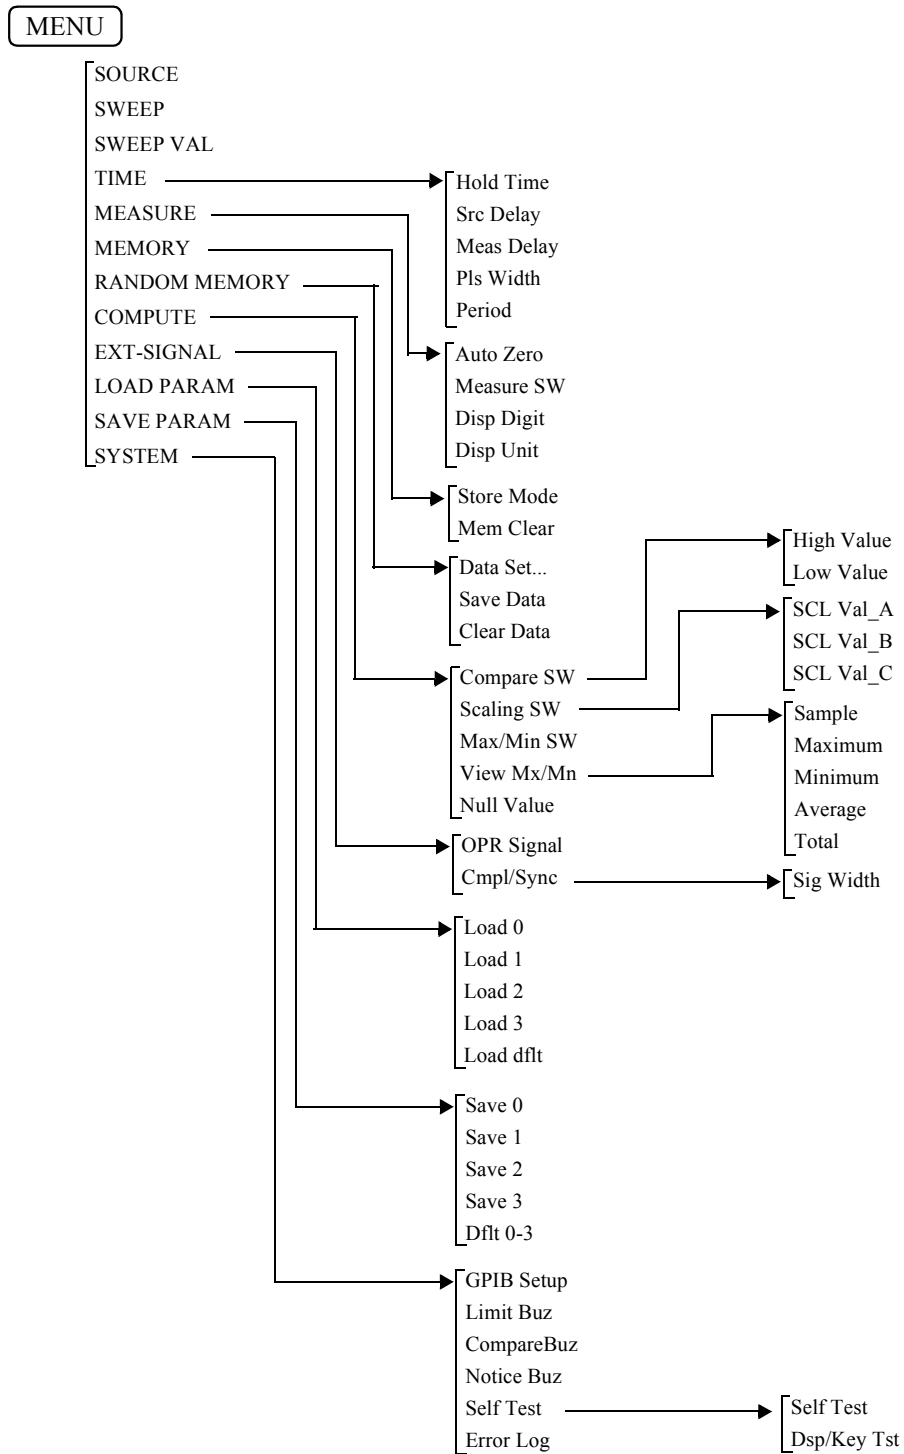 MENU
SOURCE
SWEEP
SWEEP VAL
TIME
MEASURE
MEMORY
RANDOM MEMORY
COMPUTE
EXT-SIGNAL
LOAD PARAM
SAVE PARAM
SYSTEM
Hold Time
Src Delay
Meas Delay
Pls Width
Period
Auto Zero
Measure SW
Disp Digit
Disp Unit
Store Mode
Mem Clear
Data Set...
Save Data
Clear Data
Compare SW
Scaling SW
Max/Min SW
View Mx/Mn
Null Value
High Value
Low Value
SCL Val_A
SCL Val_B
SCL Val_C
Sample
Maximum
Minimum
Average
Total
OPR Signal
Cmpl/Sync
Sig Width
Load 0
Load 1
Load 2
Load 3
Load dflt
Save 0
Save 1
Save 2
Save 3
Dflt 0-3
GPIB Setup
Limit Buz
CompareBuz
Notice Buz
Self Test
Error Log
Self Test
Dsp/Key Tst